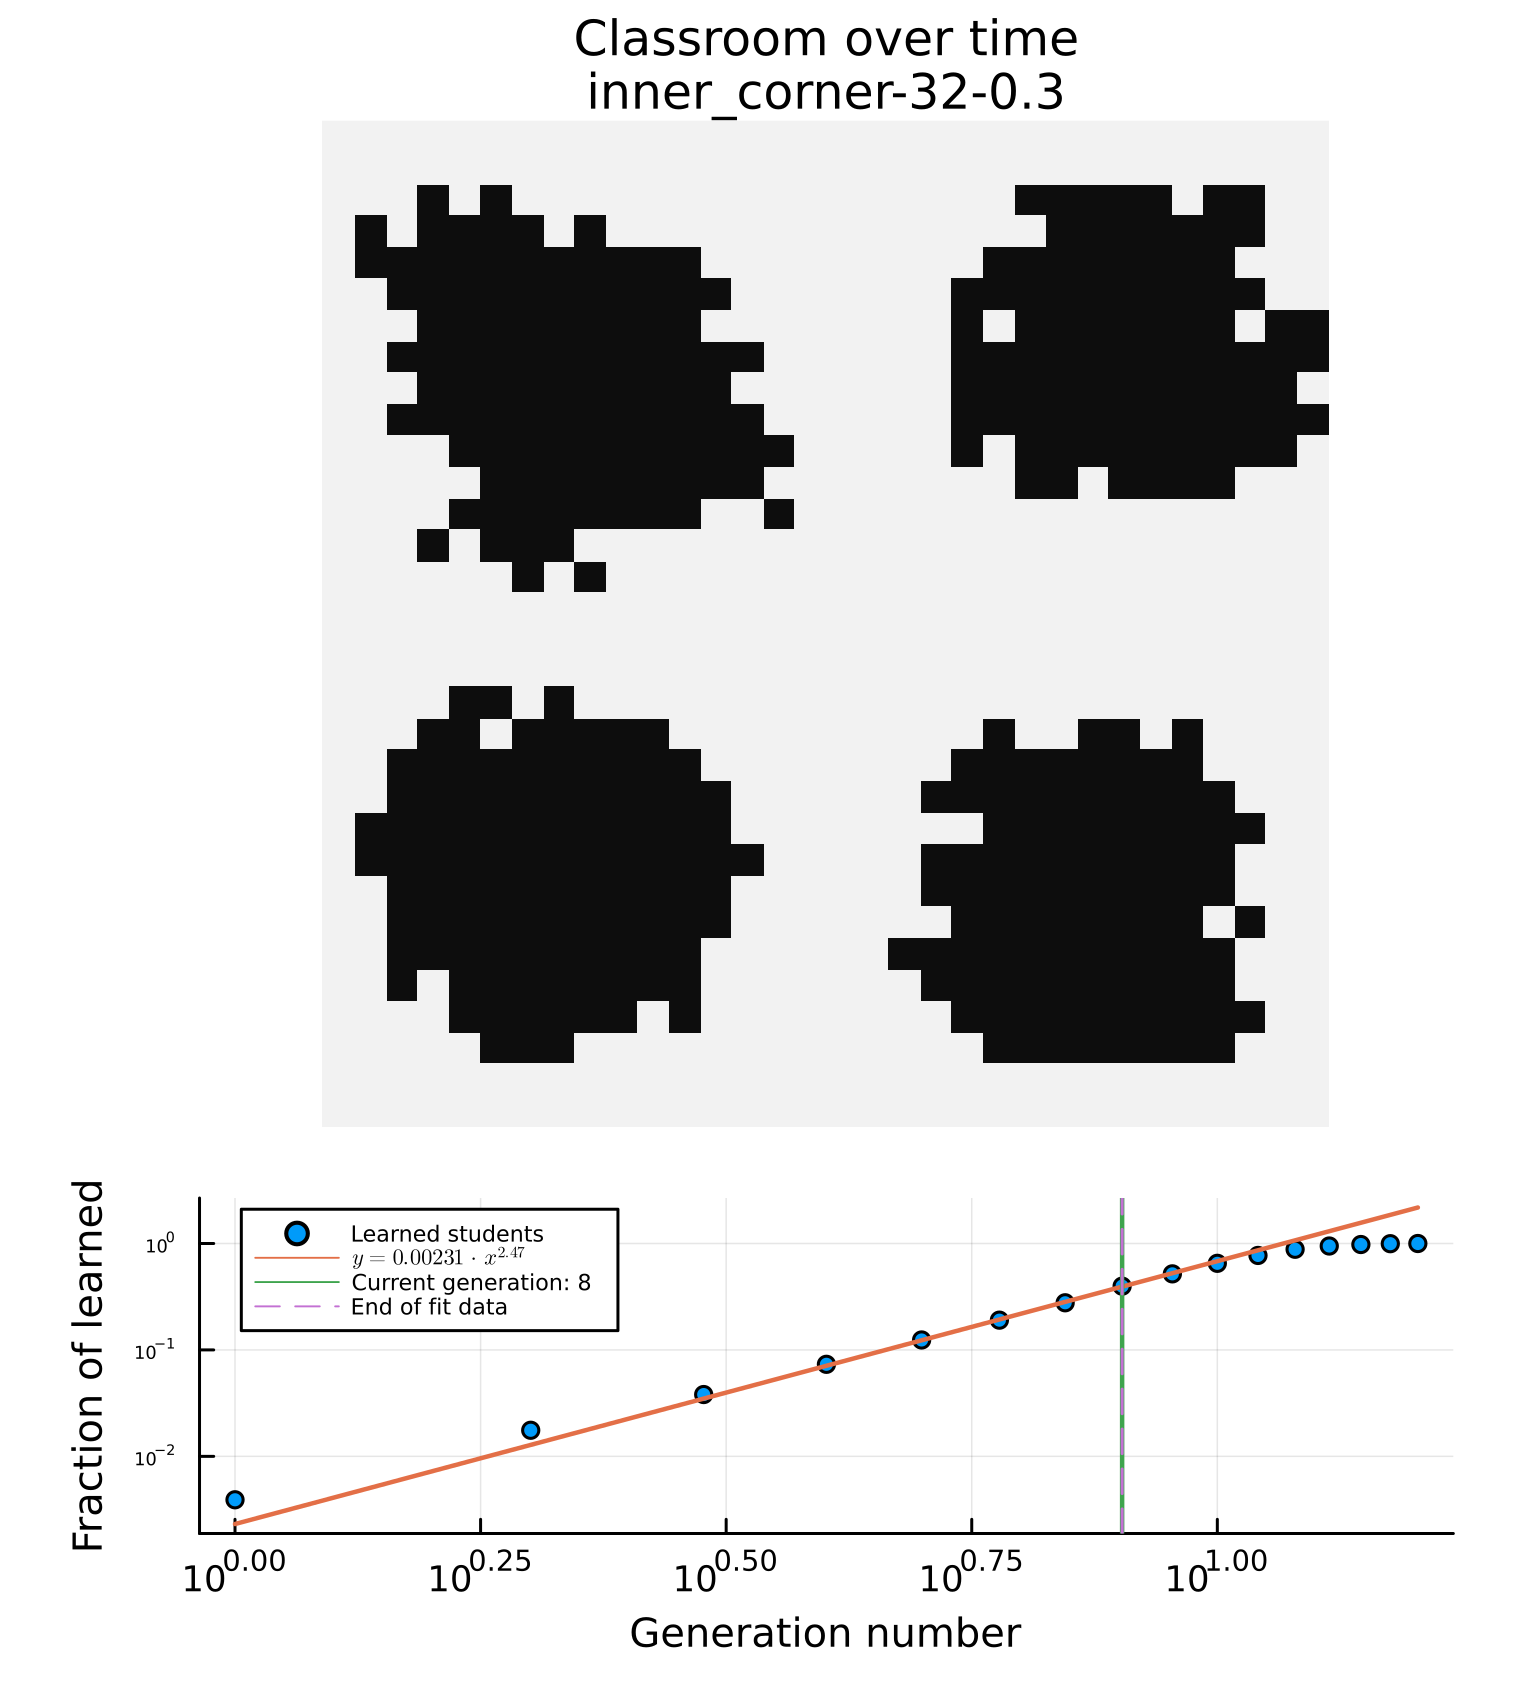 Classroom over time
inner_corner-32-0.3
Fraction of learned
10⁰
10⁻¹
10⁻²
Learned students
y = 0.00231 · x^2.47
Current generation: 8
End of fit data
10^0.00 10^0.25 10^0.50 10^0.75 10^1.00
Generation number